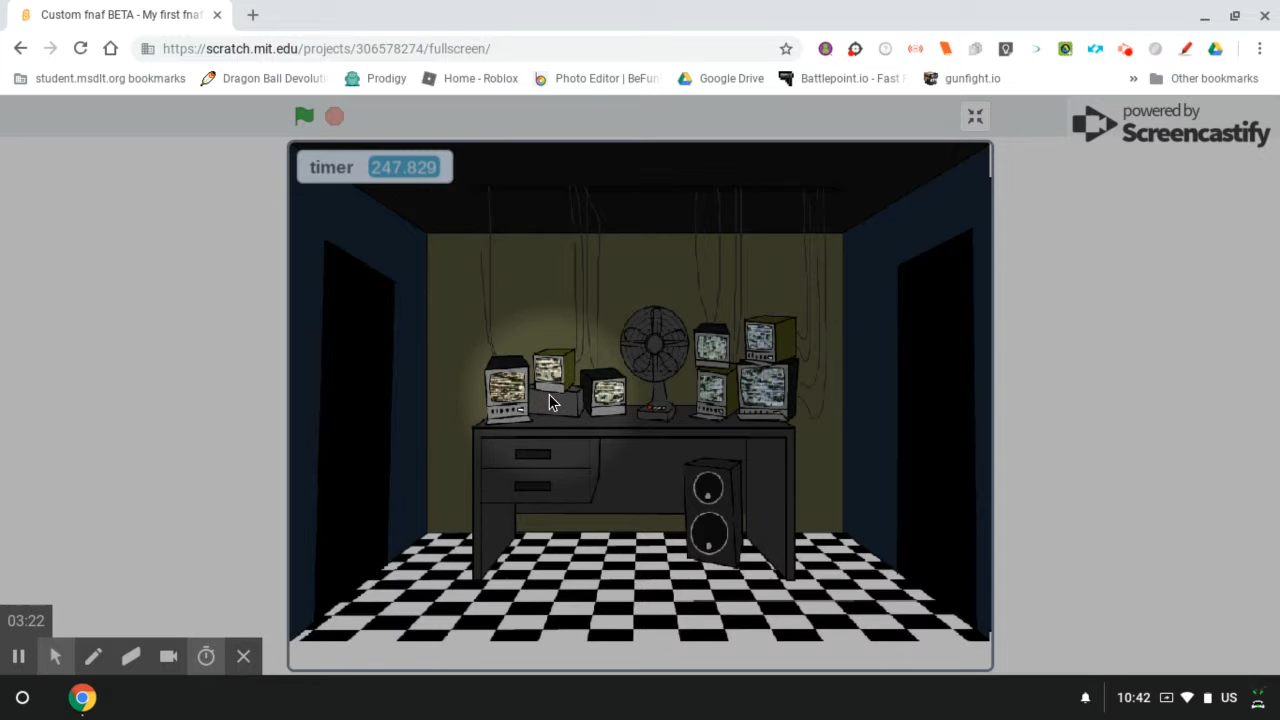 Custom fnaf BETA - My first fnaf
https://scratch.mit.edu/projects/306578274/fullscreen/
student.msdlt.org bookmarks
Dragon Ball Devoluti
Prodigy
Home - Roblox
Photo Editor | BeFun
Google Drive
Battlepoint.io - Fast F
gunfight.io
»
Other bookmarks
powered by
Screencastify
timer 247.829
03:22
10:42
US